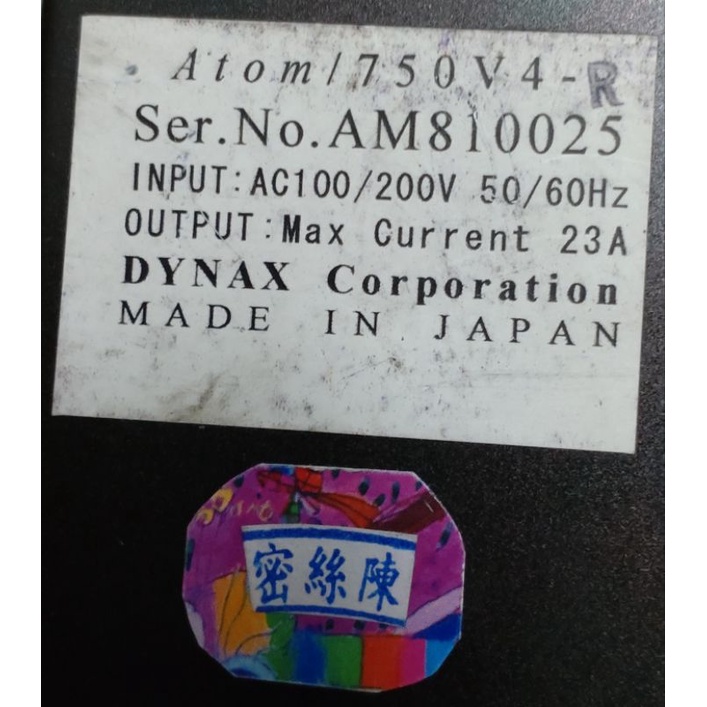 Atom/750V4-R
Ser.No.AM810025
INPUT:AC100/200V 50/60Hz
OUTPUT:Max Current 23A
DYNAX Corporation
MADE IN JAPAN
密絲陳